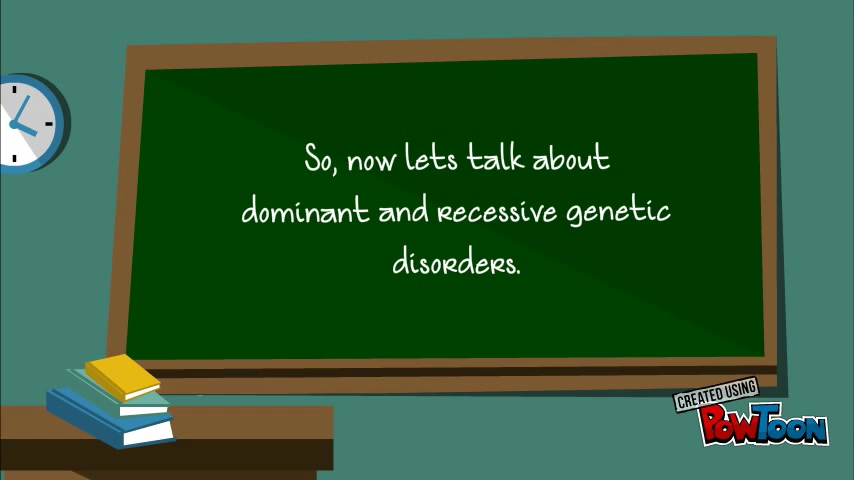 So, now lets talk about
dominant and recessive genetic
disorders.
CREATED USING
POWTOON